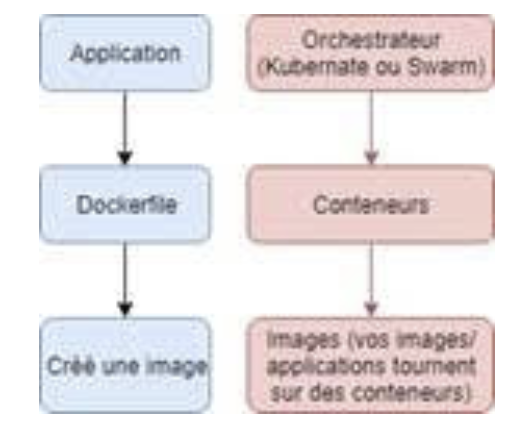 Application
Dockerfile
Créé une image
Orchestrateur
(Kubernate ou Swarm)
Conteneurs
Images (vos images/
applications tournent
sur des conteneurs)